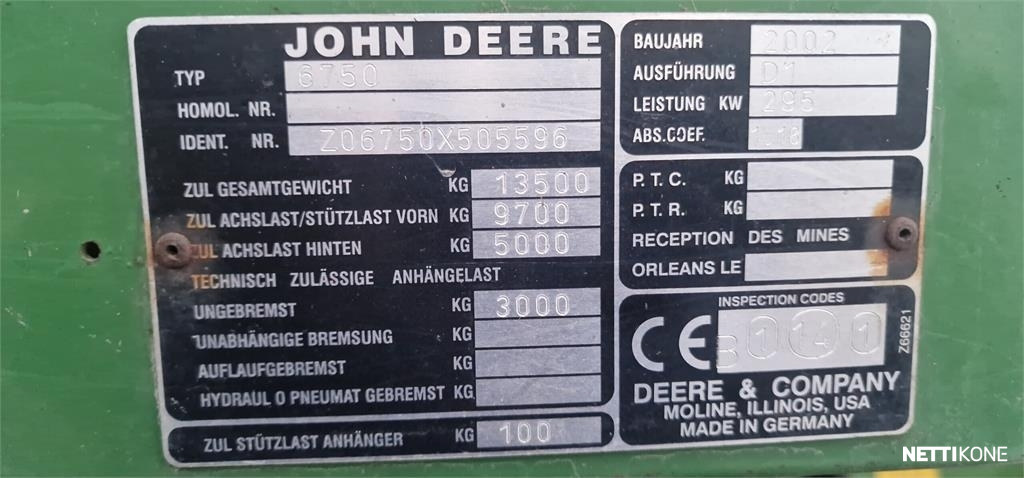 JOHN DEERE
TYP 6750
HOMOL. NR.
IDENT. NR. Z06750X505596
ZUL GESAMTGEWICHT KG 13500
ZUL ACHSLAST/STÜTZLAST VORN KG 9700
ZUL ACHSLAST HINTEN KG 5000
TECHNISCH ZULÄSSIGE ANHÄNGELAST
UNGEBREMST KG 3000
UNABHÄNGIGE BREMSUNG KG
AUFLAUFGEBREMST KG
HYDRAUL O PNEUMAT GEBREMST KG
ZUL STÜTZLAST ANHÄNGER KG 100
BAUJAHR 2002
AUSFÜHRUNG D1
LEISTUNG KW 295
ABS.COEF. 1.18
P.T.C. KG
P.T.R. KG
RECEPTION DES MINES
ORLEANS LE
INSPECTION CODES
CE
DEERE & COMPANY
MOLINE, ILLINOIS, USA
MADE IN GERMANY
Z66621
NETTIKONE